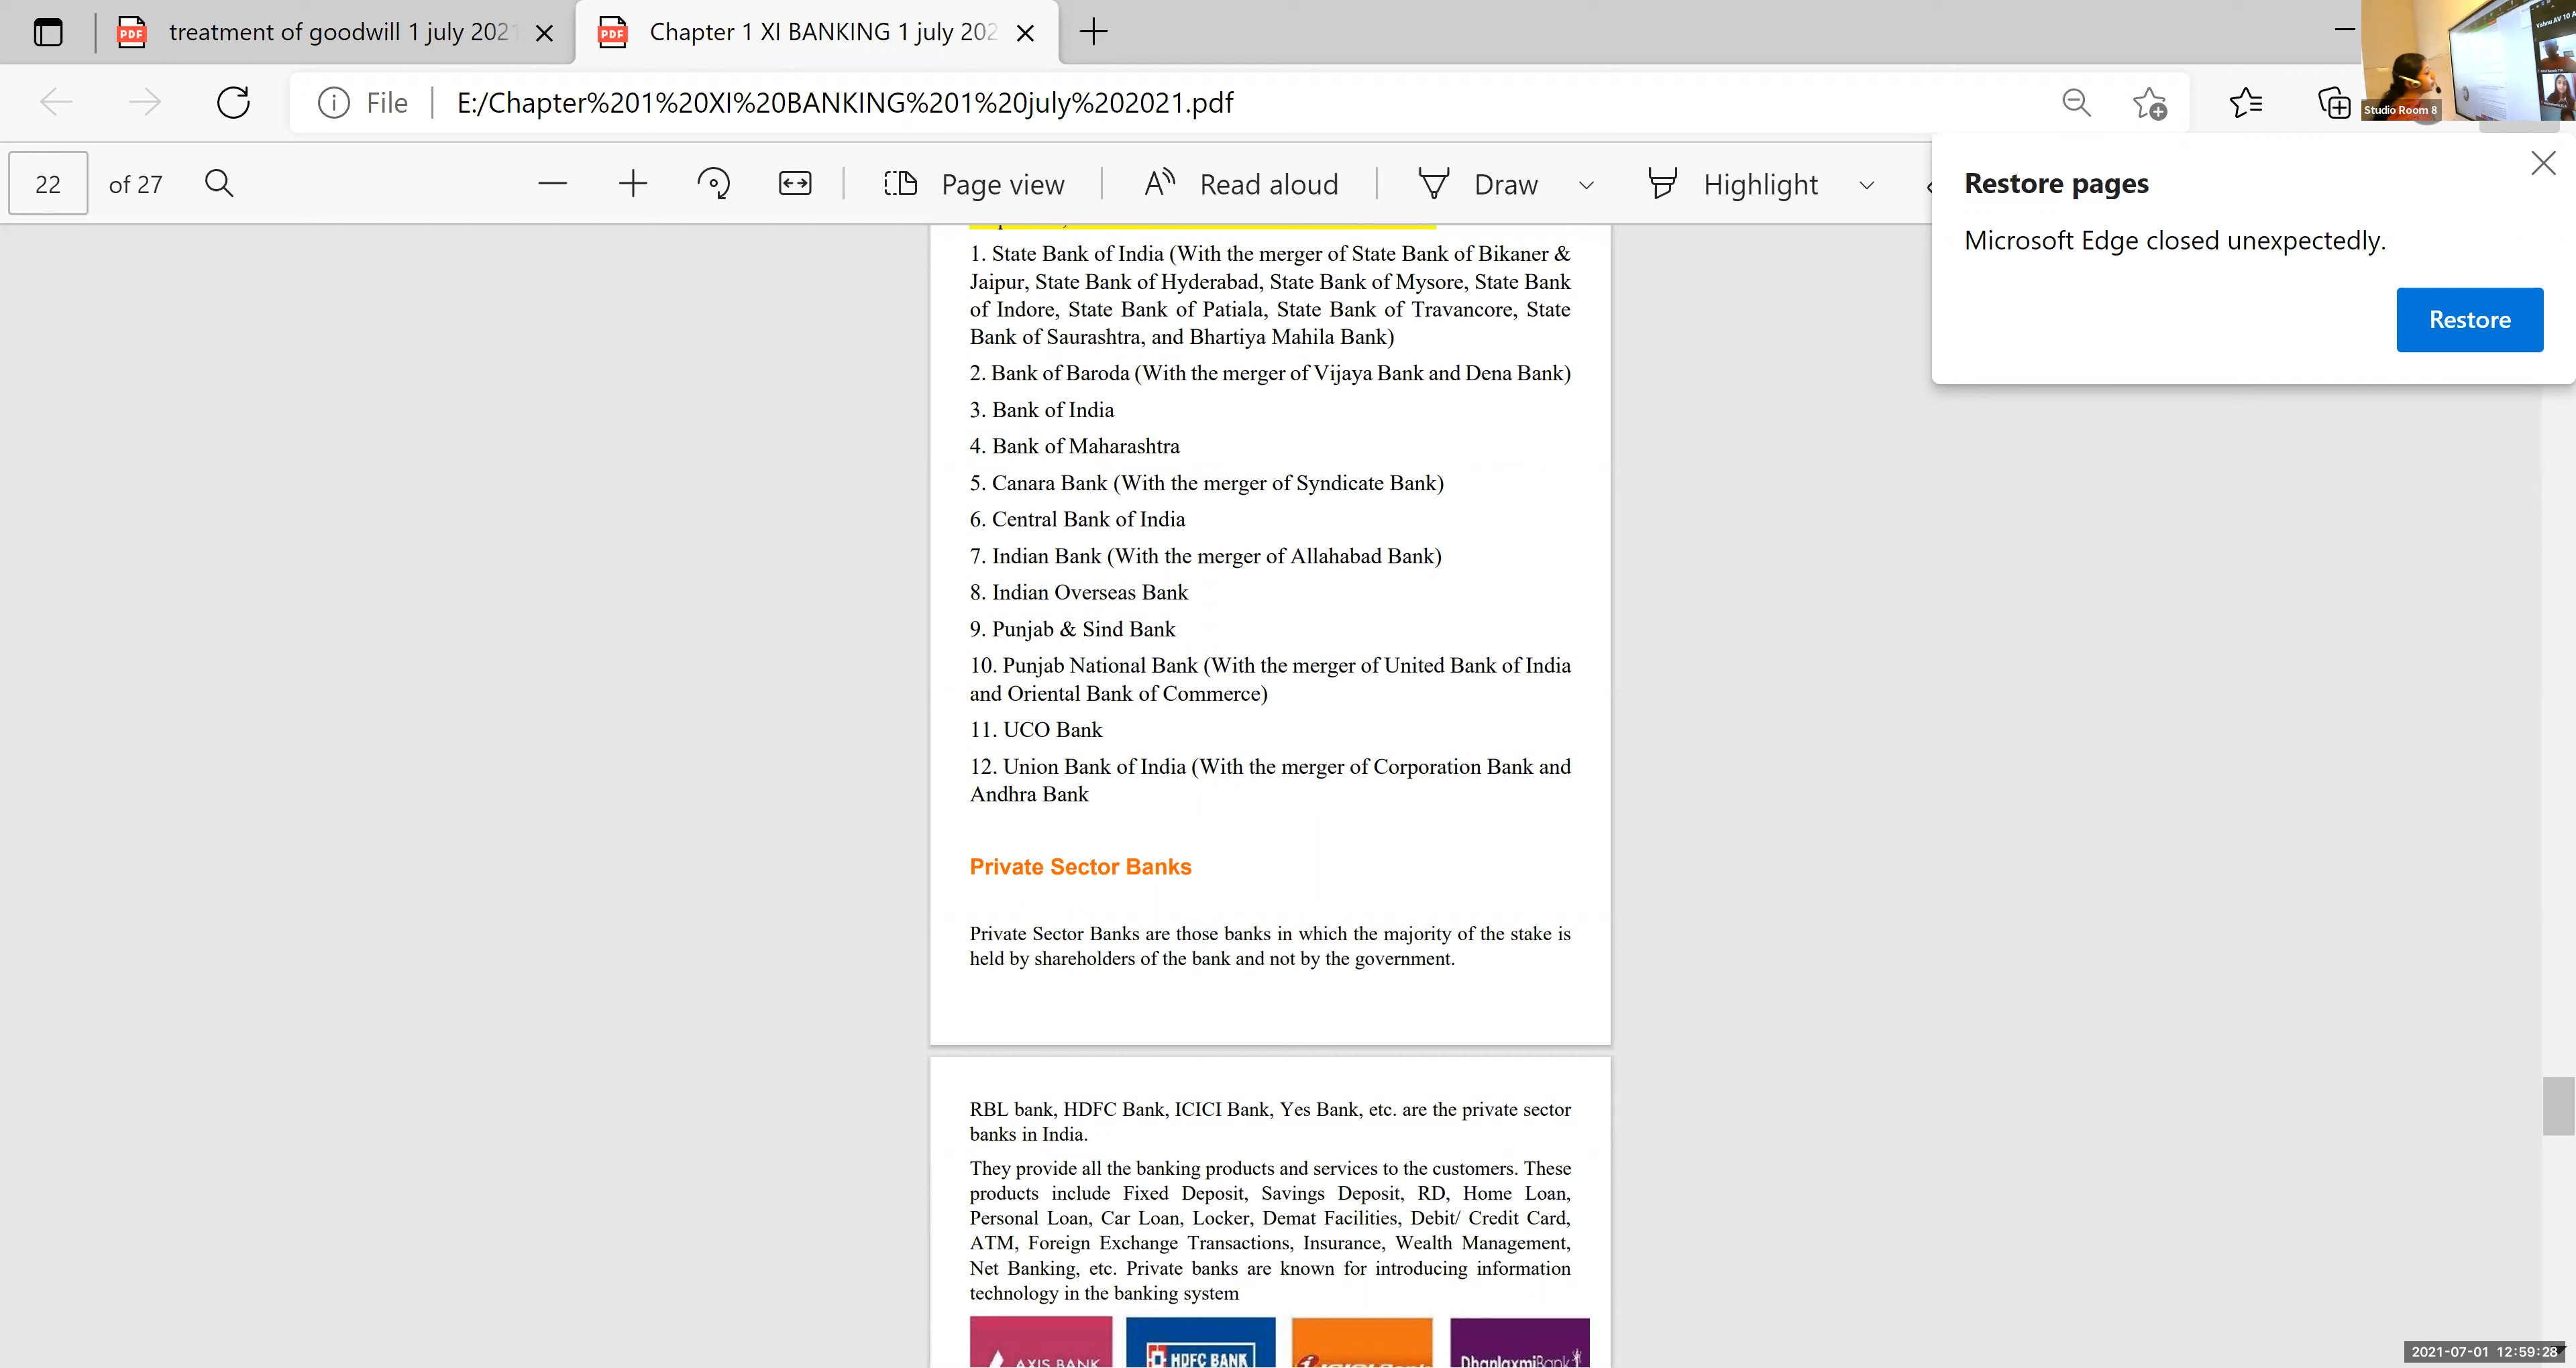 treatment of goodwill 1 july 2021
Chapter 1 XI BANKING 1 july 202
File
E:/Chapter%201%20XI%20BANKING%201%20july%202021.pdf
22 of 27
Page view
Read aloud
Draw
Highlight
Studio Room 8
Restore pages
Microsoft Edge closed unexpectedly.
Restore
1. State Bank of India (With the merger of State Bank of Bikaner &
Jaipur, State Bank of Hyderabad, State Bank of Mysore, State Bank
of Indore, State Bank of Patiala, State Bank of Travancore, State
Bank of Saurashtra, and Bhartiya Mahila Bank)
2. Bank of Baroda (With the merger of Vijaya Bank and Dena Bank)
3. Bank of India
4. Bank of Maharashtra
5. Canara Bank (With the merger of Syndicate Bank)
6. Central Bank of India
7. Indian Bank (With the merger of Allahabad Bank)
8. Indian Overseas Bank
9. Punjab & Sind Bank
10. Punjab National Bank (With the merger of United Bank of India
and Oriental Bank of Commerce)
11. UCO Bank
12. Union Bank of India (With the merger of Corporation Bank and
Andhra Bank
Private Sector Banks
Private Sector Banks are those banks in which the majority of the stake is
held by shareholders of the bank and not by the government.
RBL bank, HDFC Bank, ICICI Bank, Yes Bank, etc. are the private sector
banks in India.
They provide all the banking products and services to the customers. These
products include Fixed Deposit, Savings Deposit, RD, Home Loan,
Personal Loan, Car Loan, Locker, Demat Facilities, Debit/ Credit Card,
ATM, Foreign Exchange Transactions, Insurance, Wealth Management,
Net Banking, etc. Private banks are known for introducing information
technology in the banking system
AXIS BANK
HDFC BANK
ICICI Bank
DhanlaxmiBank
2021-07-01 12:59:28